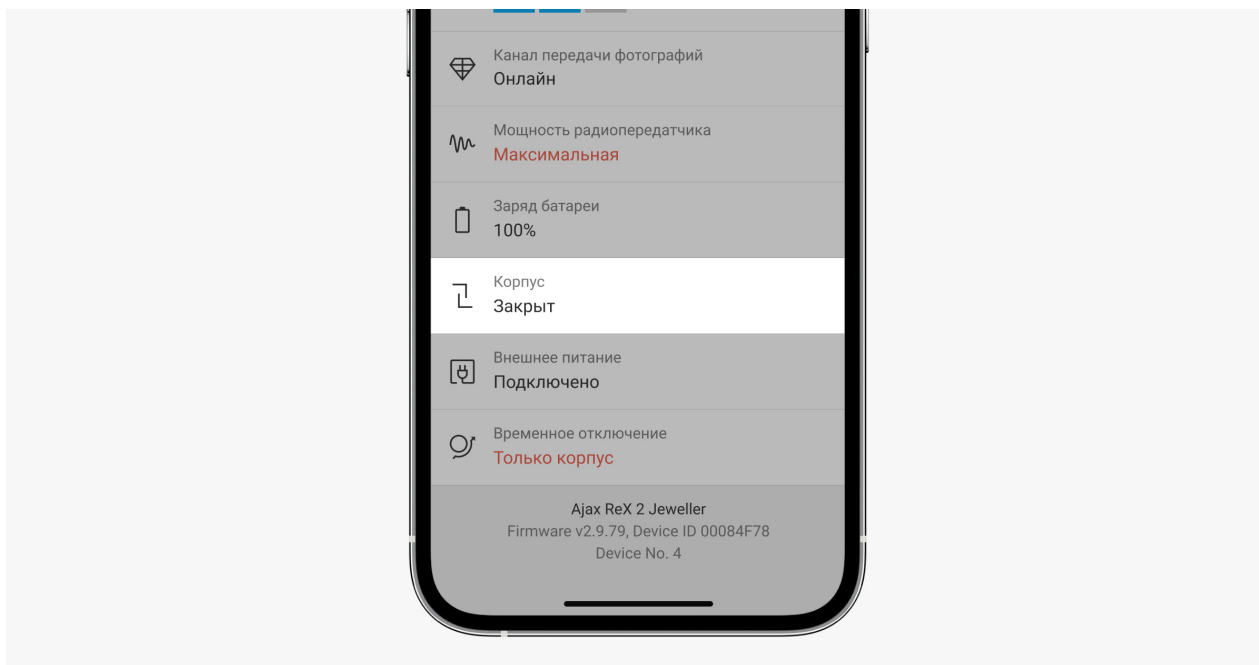 Канал передачи фотографий
Онлайн
Мощность радиопередатчика
Максимальная
Заряд батареи
100%
Корпус
Закрыт
Внешнее питание
Подключено
Временное отключение
Только корпус
Ajax ReX 2 Jeweller
Firmware v2.9.79, Device ID 00084F78
Device No. 4